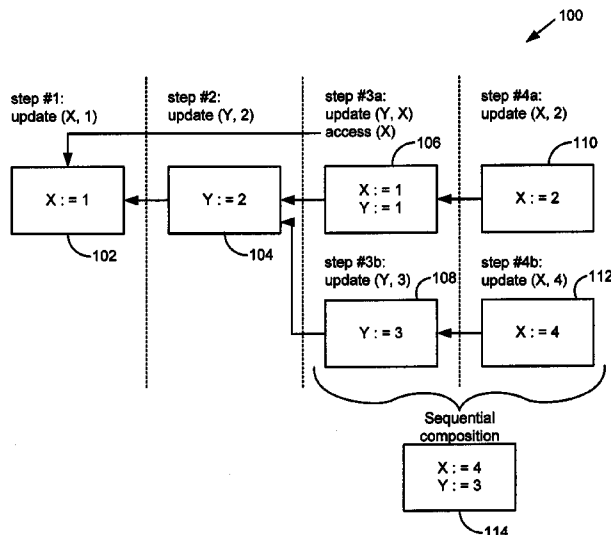 100
step #1:
update (X, 1)
step #2:
update (Y, 2)
step #3a:
update (Y, X)
access (X)
step #4a:
update (X, 2)
106
110
X : = 1
Y : = 2
X : = 1
Y : = 1
X : = 2
102
104
step #3b:
update (Y, 3)
108
step #4b:
update (X, 4)
112
Y : = 3
X : = 4
Sequential
composition
X : = 4
Y : = 3
114